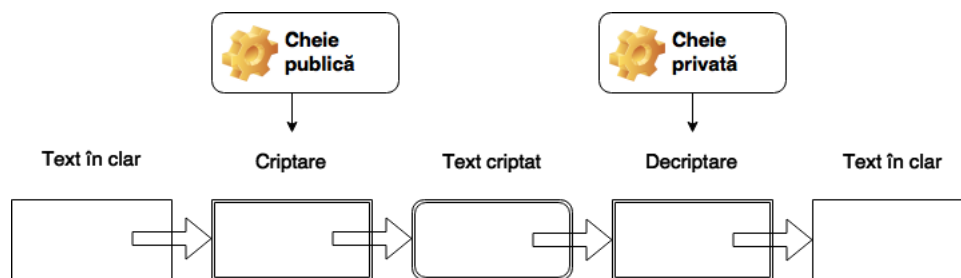 Cheie
publică
Cheie
privată
Text în clar
Criptare
Text criptat
Decriptare
Text în clar